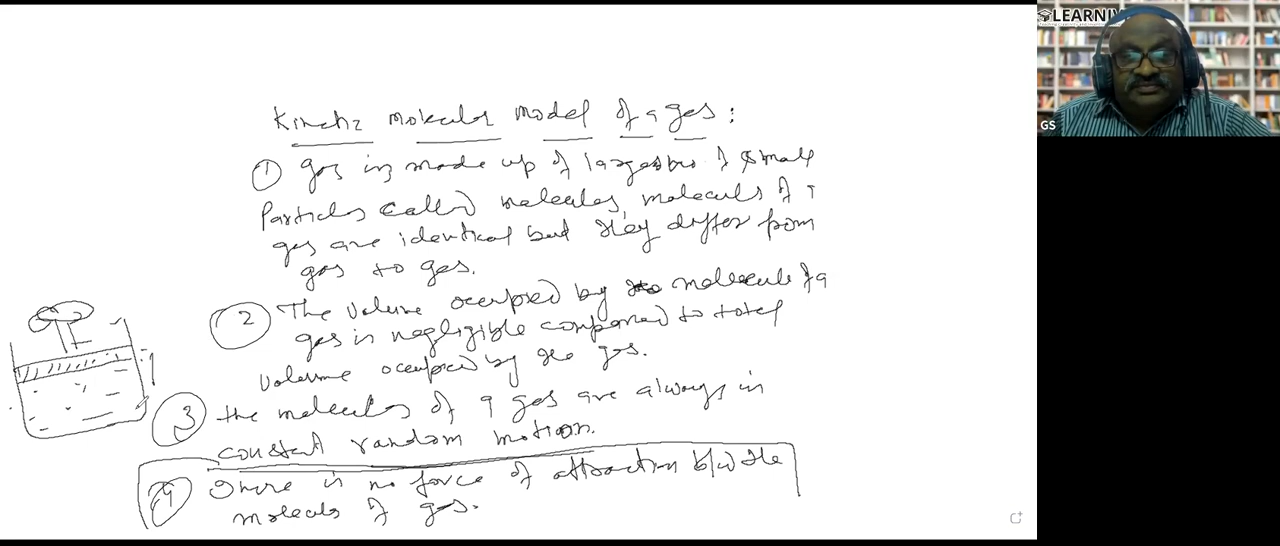 Kinetic molecular model of a gas :
① gas is made up of large no of small
Particles called molecules, molecules of a
gas are identical but they differ from
gas to gas.
② The volume occupied by molecule of a
gas is negligible compared to total
volume occupied by the gas.
③ the molecules of a gas are always in
constant random motion.
④ There is no force of attraction b/w the
molecules of gas.
LEARNIV
GS